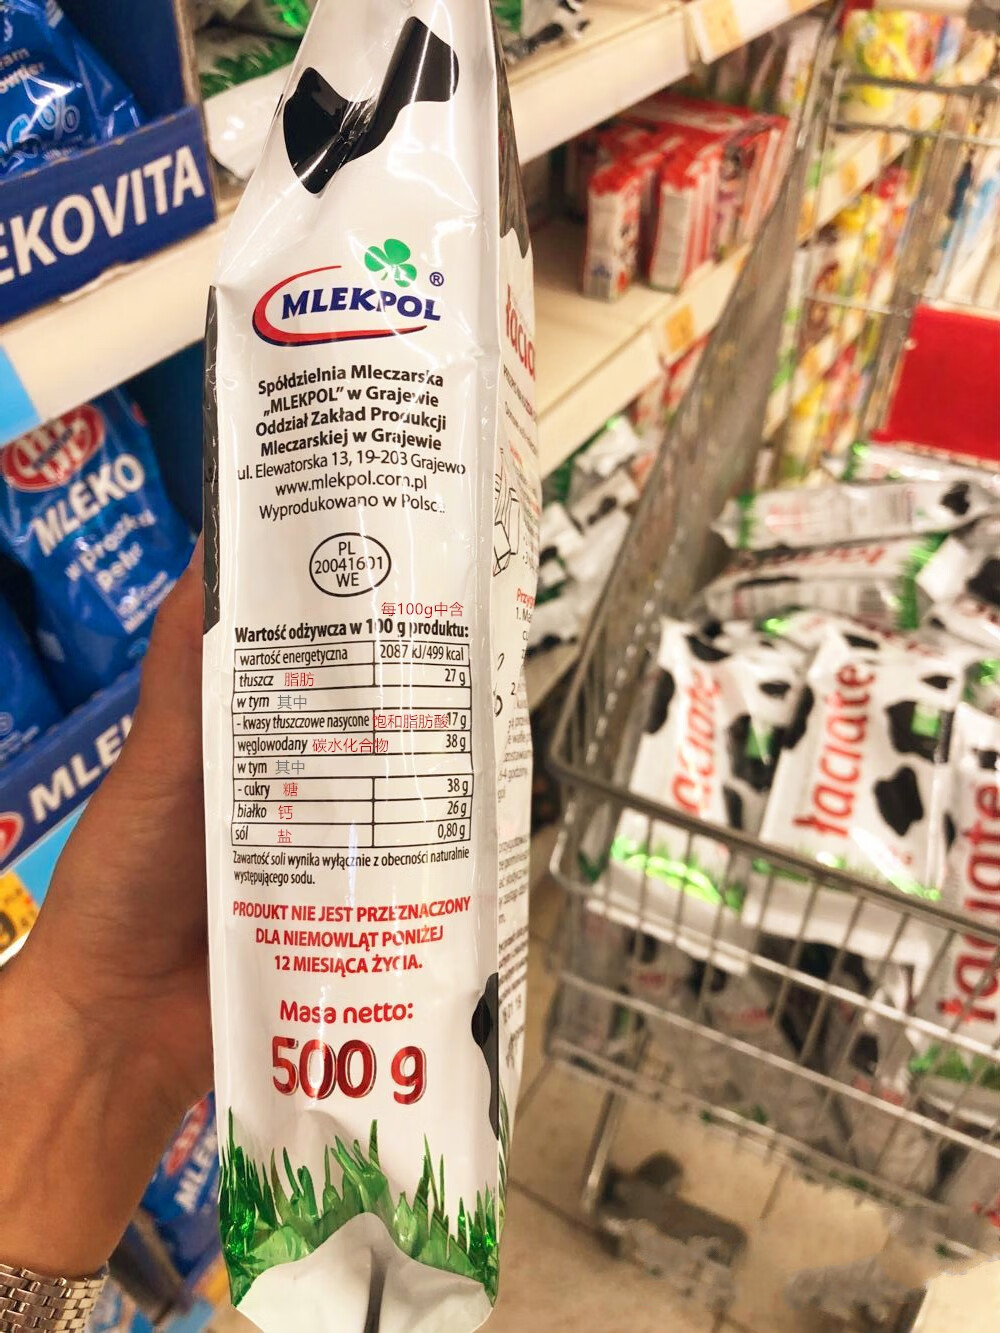 MLEKPOL®
Spółdzielnia Mleczarska
„MLEKPOL” w Grajewie
Oddział Zakład Produkcji
Mleczarskiej w Grajewie
ul. Elewatorska 13, 19-203 Grajewo
www.mlekpol.com.pl
Wyprodukowano w Polsc
PL
20041601
WE
每100g中含
Wartość odżywcza w 100 g produktu:
wartość energetyczna 2087 kJ/499 kcal
tłuszcz 脂肪 27 g
w tym 其中
- kwasy tłuszczowe nasycone 饱和脂肪酸 17 g
węglowodany 碳水化合物 38 g
w tym 其中
- cukry 糖 38 g
białko 钙 26 g
sól 盐 0,80 g
Zawartość soli wynika wyłącznie z obecności naturalnie
występującego sodu.
PRODUKT NIE JEST PRZEZNACZONY
DLA NIEMOWLĄT PONIŻEJ
12 MIESIĄCA ŻYCIA.
Masa netto:
500 g
EKOVITA
MLEKO
w Proszku
MLE
łaciate
łaciate